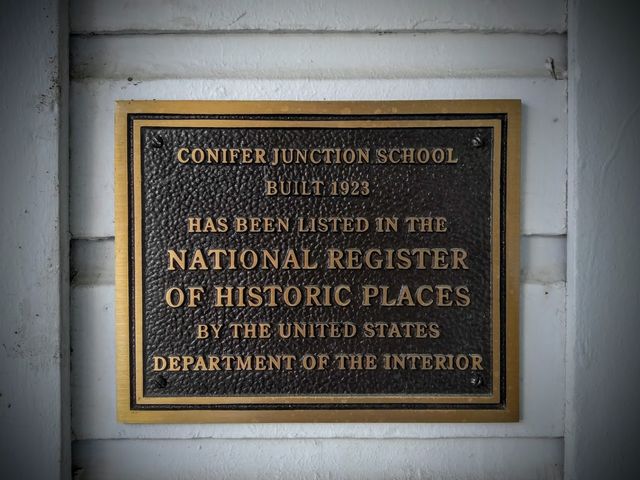 CONIFER JUNCTION SCHOOL
BUILT 1923
HAS BEEN LISTED IN THE
NATIONAL REGISTER
OF HISTORIC PLACES
BY THE UNITED STATES
DEPARTMENT OF THE INTERIOR